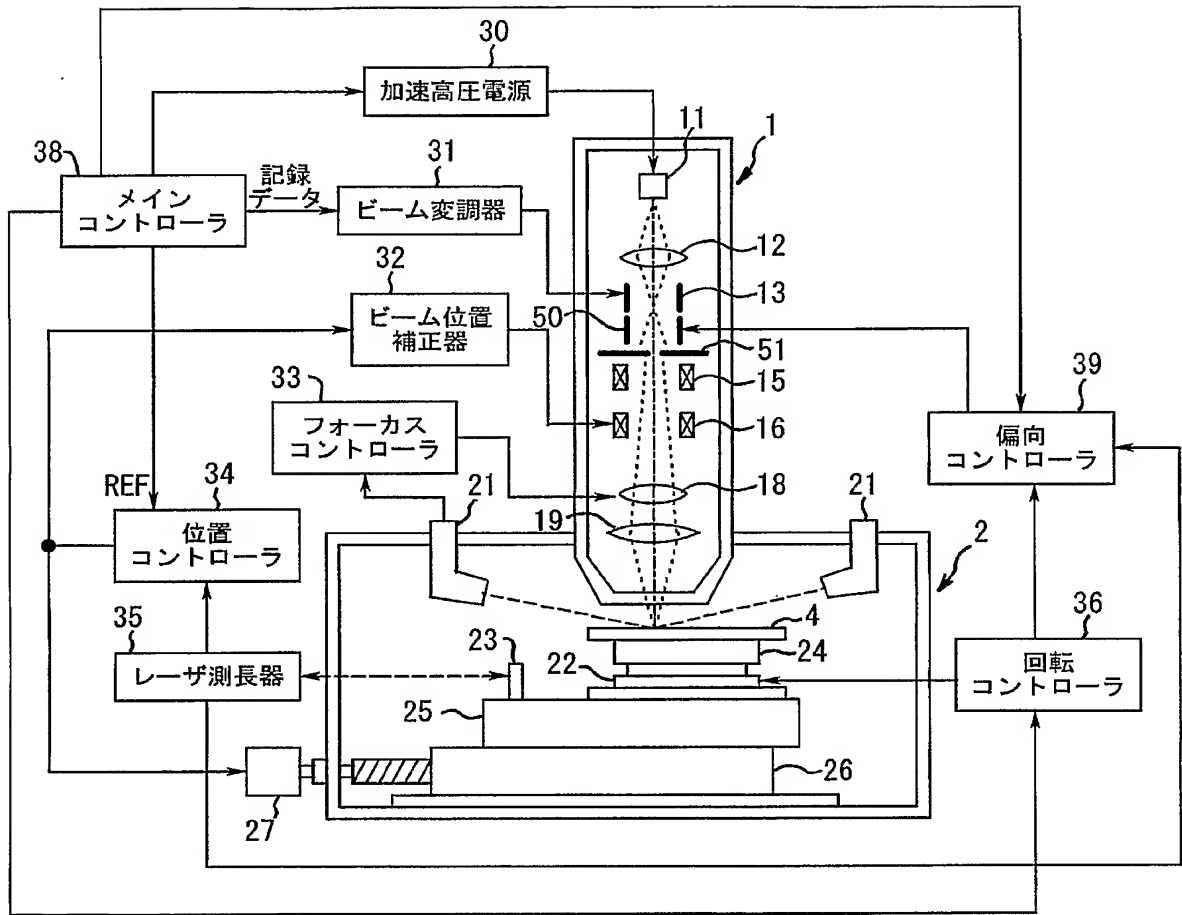 30
加速高圧電源
11
1
38
メイン
コントローラ
記録
データ
31
ビーム変調器
12
32
ビーム位置
補正器
50
13
51
15
16
39
偏向
コントローラ
33
フォーカス
コントローラ
18
19
REF
34
位置
コントローラ
21
21
2
35
レーザ測長器
4
23
24
22
36
回転
コントローラ
25
26
27